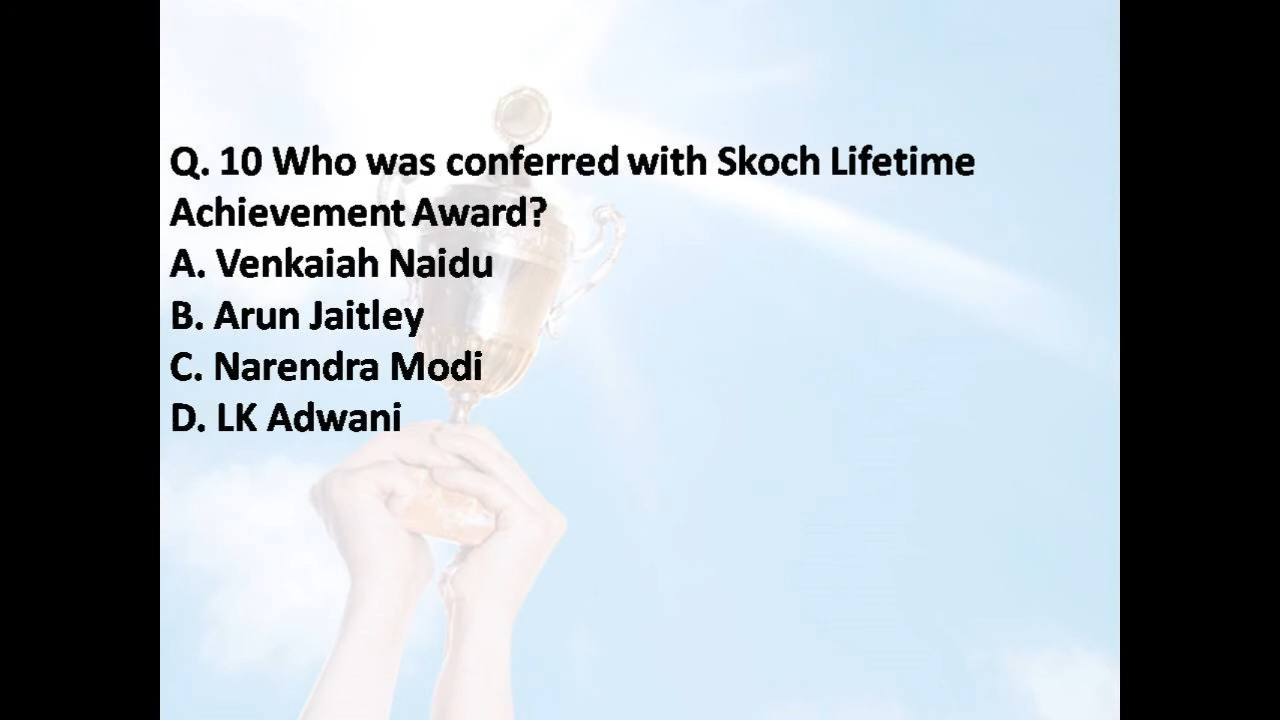 Q. 10 Who was conferred with Skoch Lifetime
Achievement Award?
A. Venkaiah Naidu
B. Arun Jaitley
C. Narendra Modi
D. LK Adwani